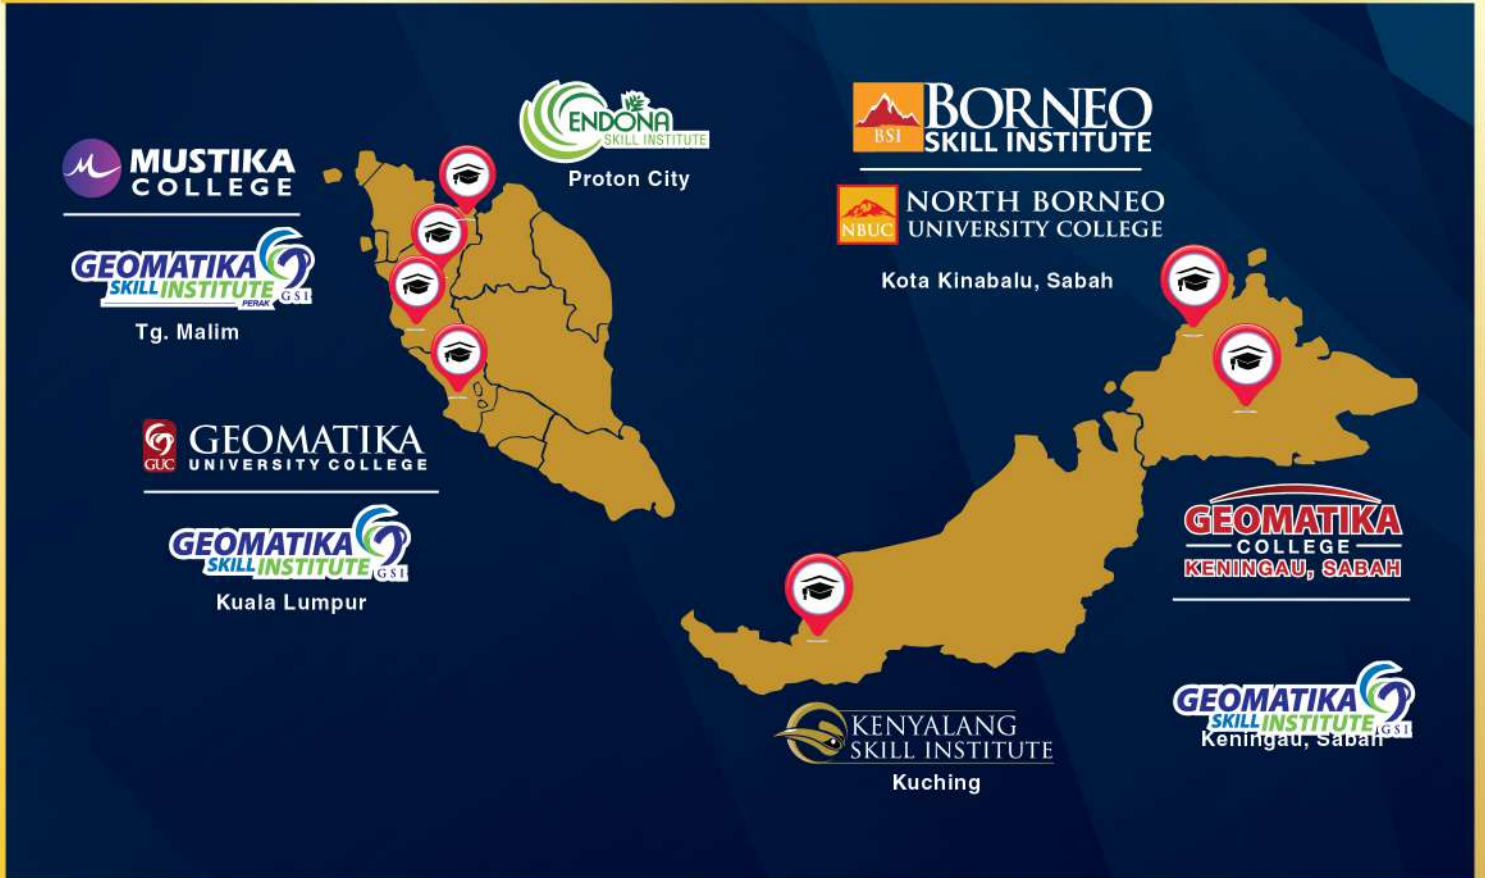 MUSTIKA
COLLEGE
GEOMATIKA
SKILL INSTITUTE
PERAK
GSI
Tg. Malim
ENDONA
SKILL INSTITUTE
Proton City
BSI
BORNEO
SKILL INSTITUTE
NBUC
NORTH BORNEO
UNIVERSITY COLLEGE
Kota Kinabalu, Sabah
GUC
GEOMATIKA
UNIVERSITY COLLEGE
GEOMATIKA
SKILL INSTITUTE
GSI
Kuala Lumpur
GEOMATIKA
COLLEGE
KENINGAU, SABAH
GEOMATIKA
SKILL INSTITUTE
GSI
Keningau, Sabah
KENYALANG
SKILL INSTITUTE
Kuching